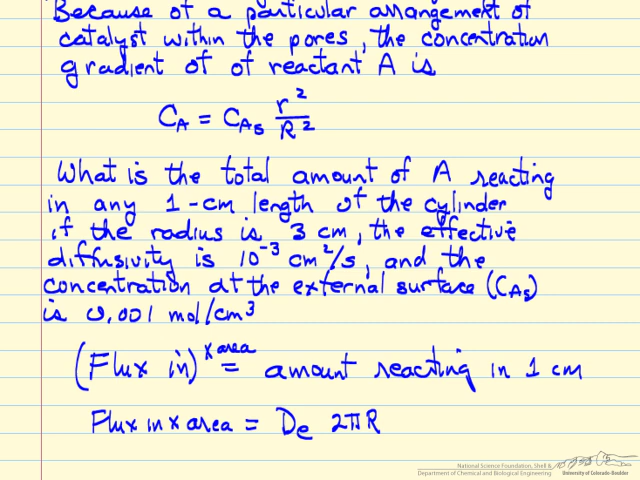 Because of a particular arrangement of
catalyst within the pores, the concentration
gradient of of reactant A is
C_A = C_As r²/R²
What is the total amount of A reacting
in any 1-cm length of the cylinder
if the radius is 3 cm, the effective
diffusivity is 10⁻³ cm²/s, and the
concentration at the external surface (C_As)
is 0.001 mol/cm³
(Flux in) x area = amount reacting in 1 cm
Flux in x area = De 2πR
National Science Foundation, Shell &
Department of Chemical and Biological Engineering
University of Colorado-Boulder